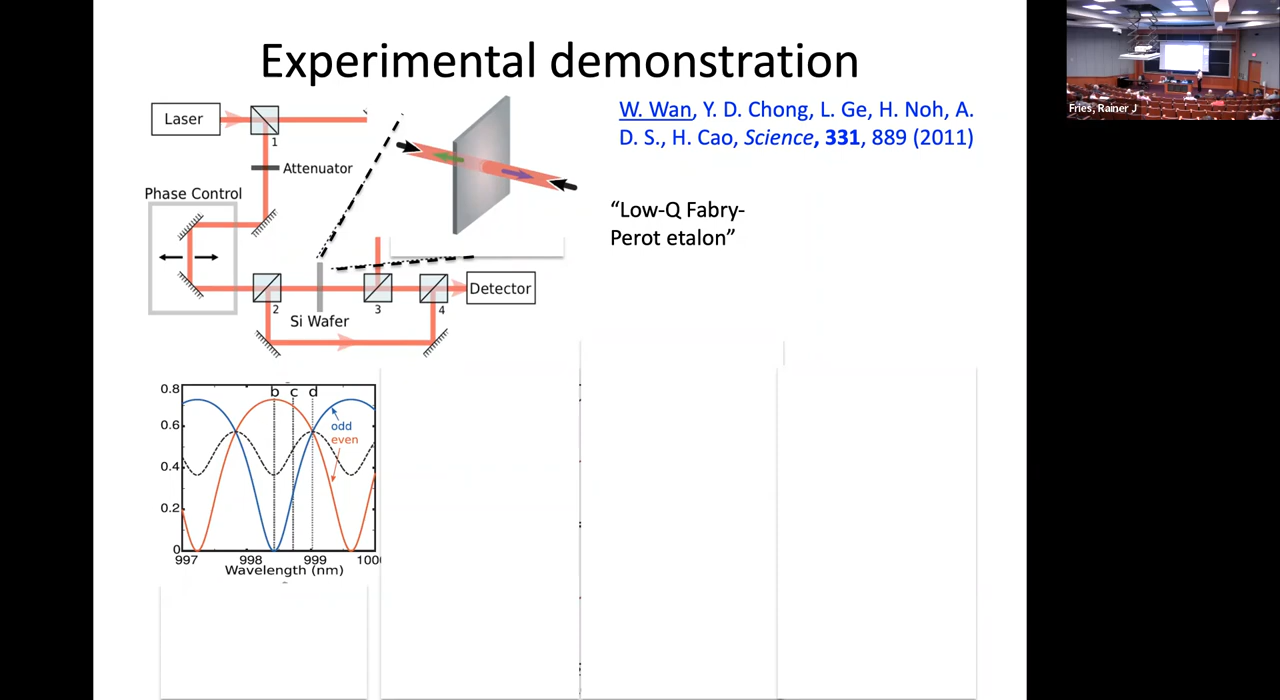 Experimental demonstration
Fries, Rainer J
Laser
1
Attenuator
Phase Control
2
Si Wafer
3
4
Detector
W. Wan, Y. D. Chong, L. Ge, H. Noh, A.
D. S., H. Cao, Science, 331, 889 (2011)
“Low-Q Fabry-
Perot etalon”
b c d
odd
even
0.8
0.6
0.4
0.2
0
997 998 999 100
Wavelength (nm)